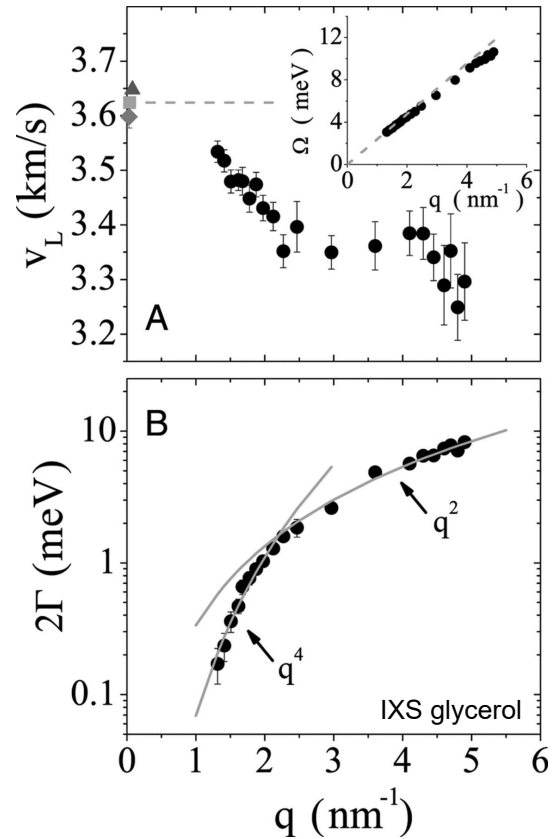 A
3.7
3.6
3.5
3.4
3.3
3.2
v_L (km/s)
12
8
4
0
Ω (meV)
0 2 4 6
q (nm⁻¹)
B
10
1
0.1
2Γ (meV)
q²
q⁴
IXS glycerol
0 1 2 3 4 5 6
q (nm⁻¹)